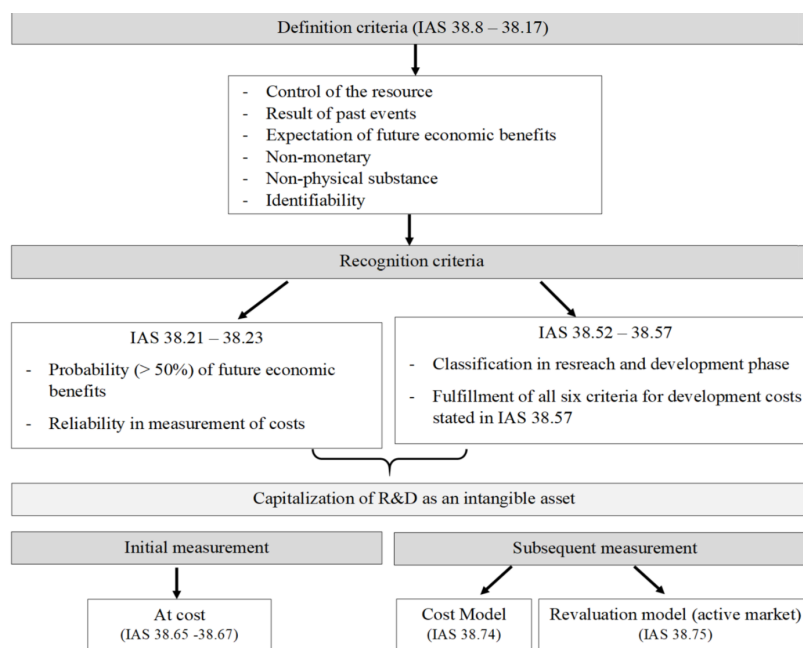 Definition criteria (IAS 38.8 – 38.17)
- Control of the resource
- Result of past events
- Expectation of future economic benefits
- Non-monetary
- Non-physical substance
- Identifiability
Recognition criteria
IAS 38.21 – 38.23
- Probability (> 50%) of future economic
benefits
- Reliability in measurement of costs
IAS 38.52 – 38.57
- Classification in resreach and development phase
- Fulfillment of all six criteria for development costs
stated in IAS 38.57
Capitalization of R&D as an intangible asset
Initial measurement
Subsequent measurement
At cost
(IAS 38.65 -38.67)
Cost Model
(IAS 38.74)
Revaluation model (active market)
(IAS 38.75)